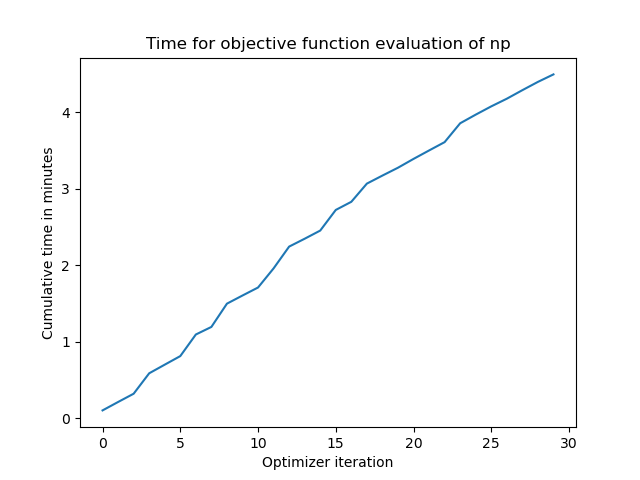 Time for objective function evaluation of np
Cumulative time in minutes
4
3
2
1
0
0 5 10 15 20 25 30
Optimizer iteration